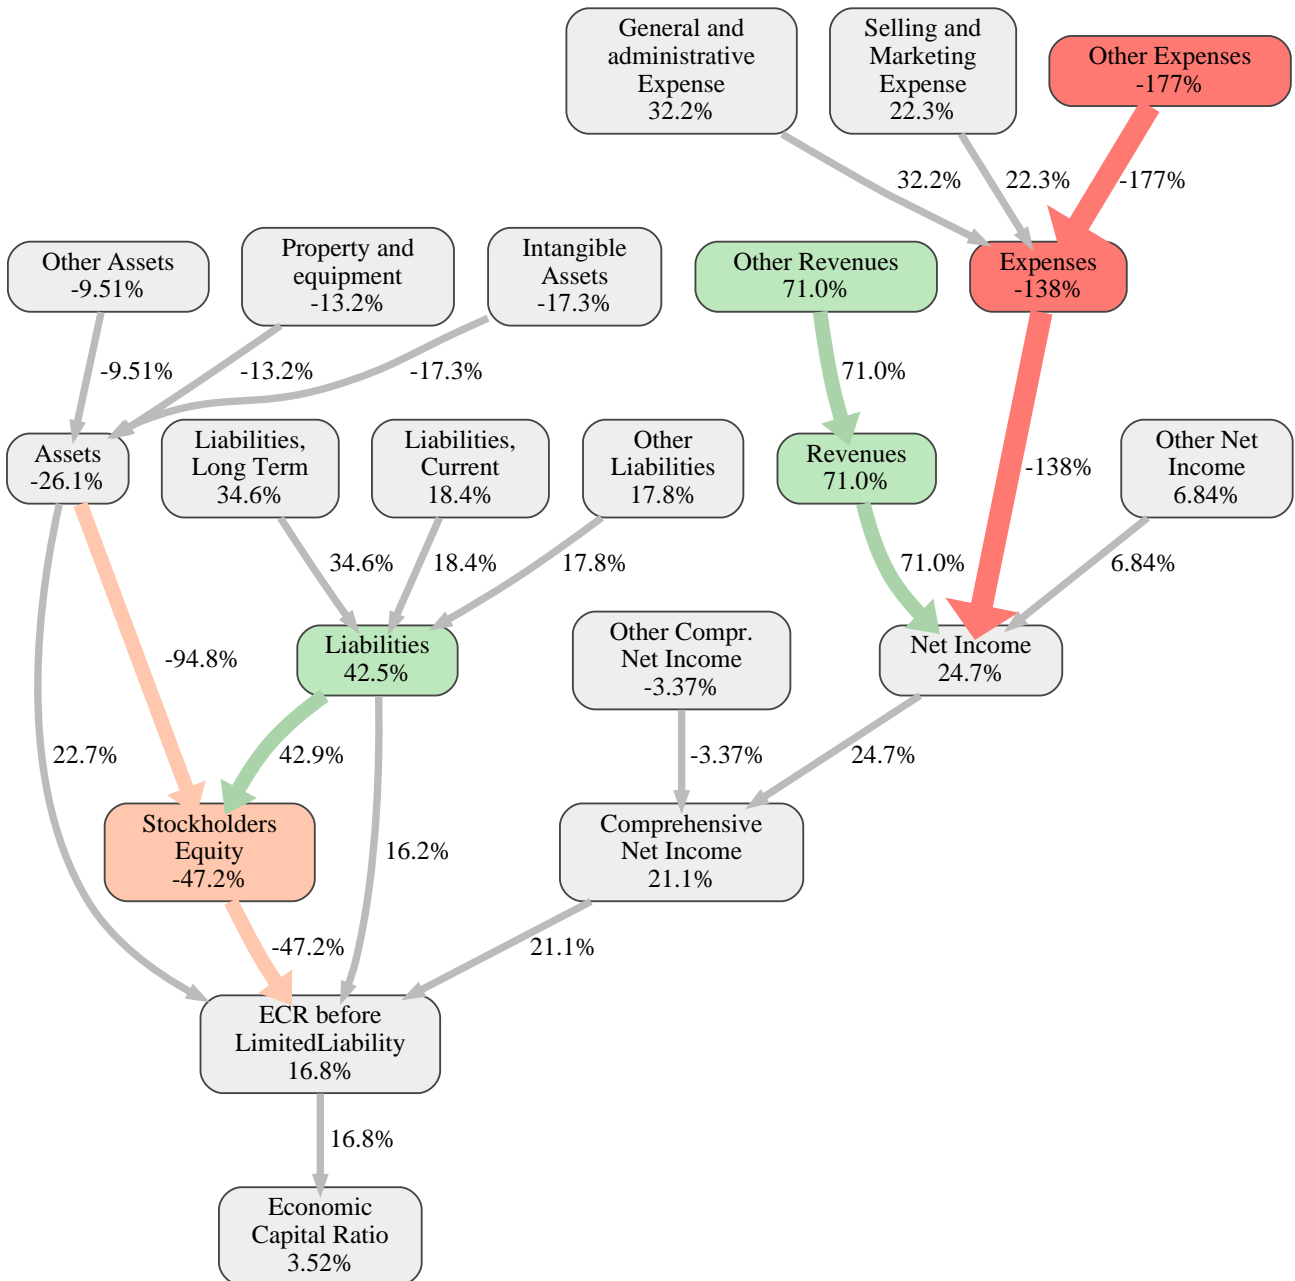 General and
administrative
Expense
32.2%
Selling and
Marketing
Expense
22.3%
Other Expenses
-177%
32.2%
22.3%
-177%
Other Assets
-9.51%
Property and
equipment
-13.2%
Intangible
Assets
-17.3%
Other Revenues
71.0%
Expenses
-138%
-9.51%
-13.2%
-17.3%
71.0%
Assets
-26.1%
Liabilities,
Long Term
34.6%
Liabilities,
Current
18.4%
Other
Liabilities
17.8%
Revenues
71.0%
-138%
Other Net
Income
6.84%
34.6%
18.4%
17.8%
71.0%
6.84%
-94.8%
Liabilities
42.5%
Other Compr.
Net Income
-3.37%
Net Income
24.7%
22.7%
42.9%
-3.37%
24.7%
Stockholders
Equity
-47.2%
16.2%
Comprehensive
Net Income
21.1%
-47.2%
21.1%
ECR before
LimitedLiability
16.8%
16.8%
Economic
Capital Ratio
3.52%